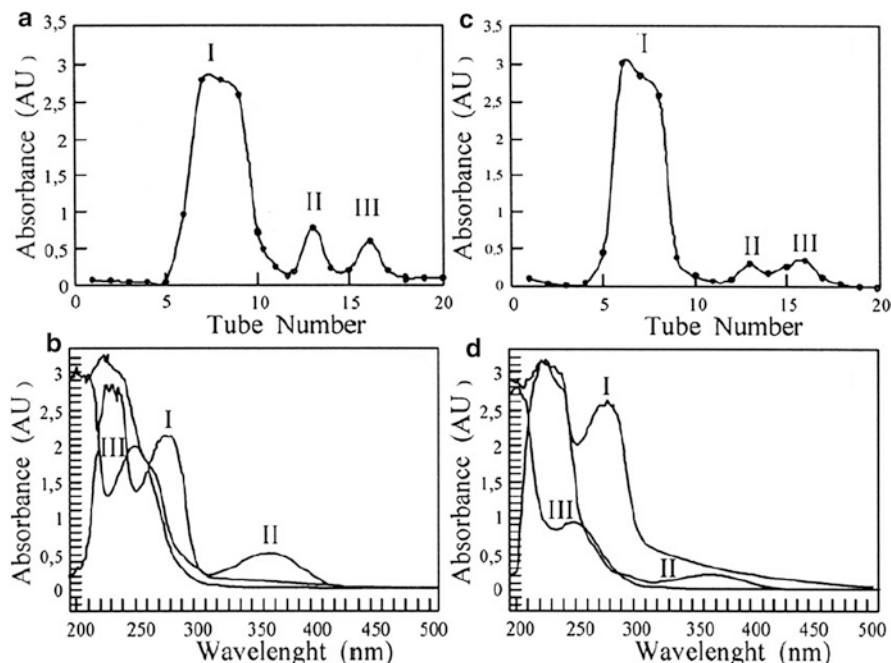 a
Absorbance (AU)
3,5
3
2,5
2
1,5
1
0,5
0
I
II
III
0 5 10 15 20
Tube Number
c
Absorbance (AU)
3,5
3
2,5
2
1,5
1
0,5
0
I
II
III
0 5 10 15 20
Tube Number
b
Absorbance (AU)
3
2,5
2
1,5
1
0,5
0
III
I
II
200 250 300 350 400 450 500
Wavelenght (nm)
d
Absorbance (AU)
3
2,5
2
1,5
1
0,5
0
I
III
II
200 250 300 350 400 450 500
Wavelenght (nm)